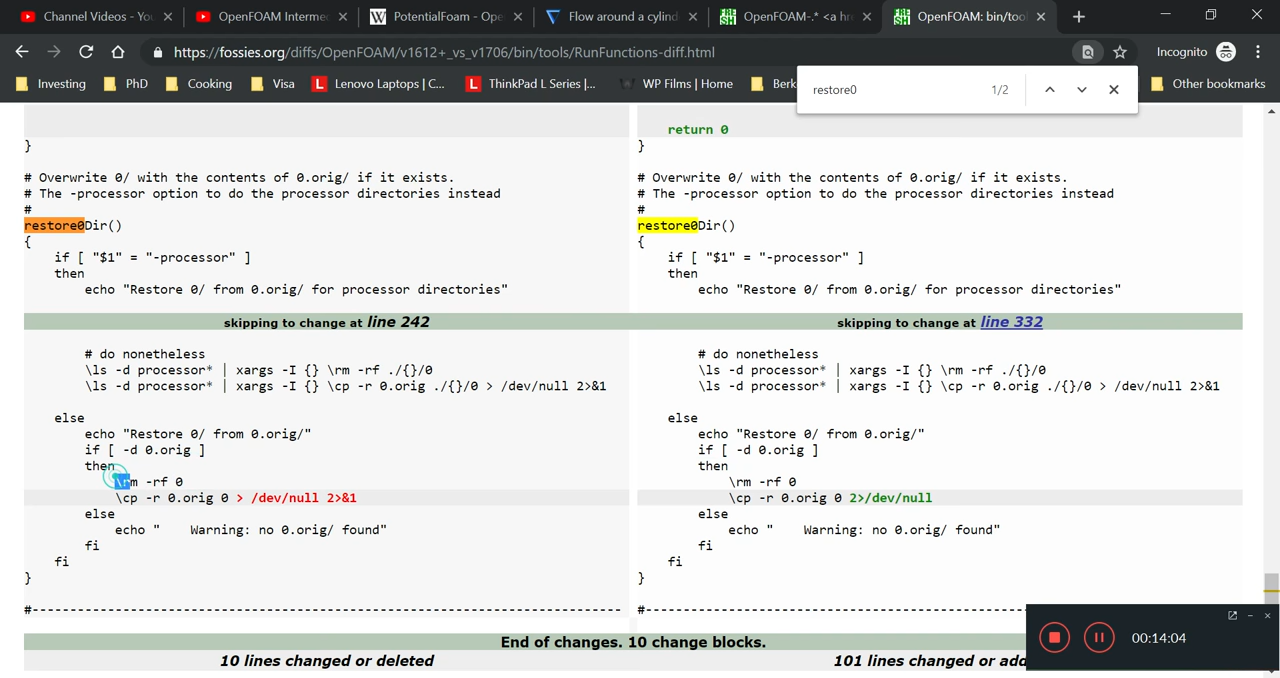 Channel Videos - You
OpenFOAM Interme
PotentialFoam - Ope
Flow around a cylind
OpenFOAM-.* <a hr
OpenFOAM: bin/tool
https://fossies.org/diffs/OpenFOAM/v1612+_vs_v1706/bin/tools/RunFunctions-diff.html
Incognito
Investing
PhD
Cooking
Visa
Lenovo Laptops | C...
ThinkPad L Series |...
WP Films | Home
Berk
Other bookmarks
restore0
1/2
}
# Overwrite 0/ with the contents of 0.orig/ if it exists.
# The -processor option to do the processor directories instead
#
restore0Dir()
{
if [ "$1" = "-processor" ]
then
echo "Restore 0/ from 0.orig/ for processor directories"
skipping to change at line 242
# do nonetheless
\ls -d processor* | xargs -I {} \rm -rf ./{}/0
\ls -d processor* | xargs -I {} \cp -r 0.orig ./{}/0 > /dev/null 2>&1
else
echo "Restore 0/ from 0.orig/"
if [ -d 0.orig ]
then
\rm -rf 0
\cp -r 0.orig 0 > /dev/null 2>&1
else
echo "    Warning: no 0.orig/ found"
fi
fi
}
#---------------------------------------------------------------------------
return 0
}
# Overwrite 0/ with the contents of 0.orig/ if it exists.
# The -processor option to do the processor directories instead
#
restore0Dir()
{
if [ "$1" = "-processor" ]
then
echo "Restore 0/ from 0.orig/ for processor directories"
skipping to change at line 332
# do nonetheless
\ls -d processor* | xargs -I {} \rm -rf ./{}/0
\ls -d processor* | xargs -I {} \cp -r 0.orig ./{}/0 > /dev/null 2>&1
else
echo "Restore 0/ from 0.orig/"
if [ -d 0.orig ]
then
\rm -rf 0
\cp -r 0.orig 0 2>/dev/null
else
echo "    Warning: no 0.orig/ found"
fi
fi
}
#---------------------------------------------------
End of changes. 10 change blocks.
10 lines changed or deleted
101 lines changed or add
00:14:04